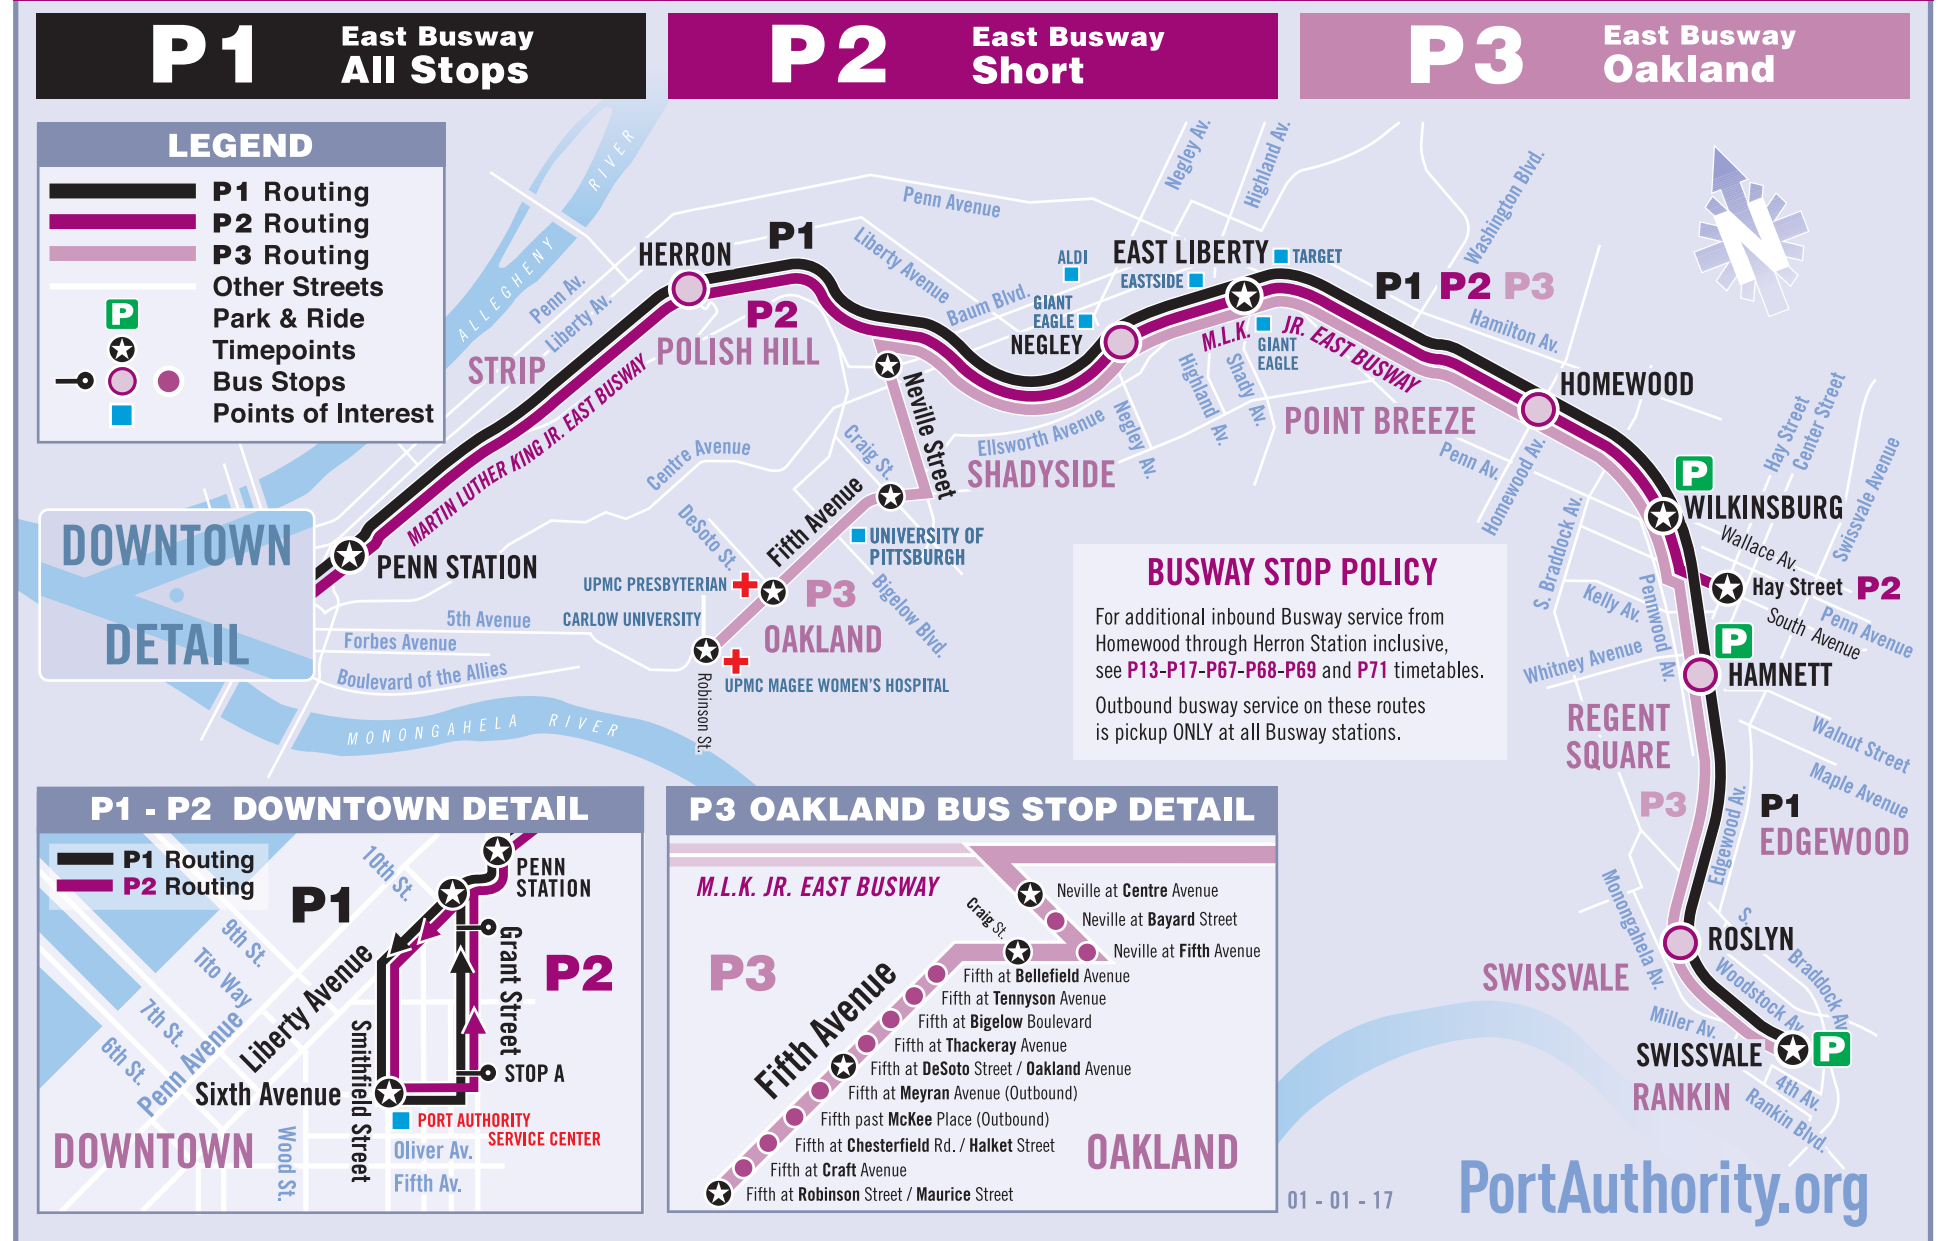 P1 East Busway
All Stops
P2 East Busway
Short
P3 East Busway
Oakland
LEGEND
P1 Routing
P2 Routing
P3 Routing
Other Streets
P Park & Ride
Timepoints
Bus Stops
Points of Interest
ALLEGHENY RIVER
Penn Av.
Liberty Av.
STRIP
HERRON
P1
P2
POLISH HILL
Penn Avenue
Liberty Avenue
Baum Blvd.
ALDI
GIANT
EAGLE
NEGLEY
EAST LIBERTY
EASTSIDE
TARGET
GIANT
EAGLE
Negley Av.
Highland Av.
Washington Blvd.
N
P1 P2 P3
Hamilton Av.
M.L.K. JR. EAST BUSWAY
Highland Av.
Shady Av.
Negley Av.
POINT BREEZE
HOMEWOOD
Penn Av.
Homewood Av.
Hay Street
Center Street
Swissvale Avenue
MARTIN LUTHER KING JR. EAST BUSWAY
Centre Avenue
Craig St.
Neville Street
Ellsworth Avenue
SHADYSIDE
Fifth Avenue
DeSoto St.
UNIVERSITY OF
PITTSBURGH
Bigelow Blvd.
UPMC PRESBYTERIAN
CARLOW UNIVERSITY
P3
OAKLAND
UPMC MAGEE WOMEN'S HOSPITAL
Robinson St.
DOWNTOWN
DETAIL
PENN STATION
5th Avenue
Forbes Avenue
Boulevard of the Allies
MONONGAHELA RIVER
BUSWAY STOP POLICY
For additional inbound Busway service from
Homewood through Herron Station inclusive,
see P13-P17-P67-P68-P69 and P71 timetables.
Outbound busway service on these routes
is pickup ONLY at all Busway stations.
P
WILKINSBURG
Wallace Av.
Hay Street P2
Penn Avenue
South Avenue
S. Braddock Av.
Kelly Av.
Pennwood Av.
Whitney Avenue
P
HAMNETT
REGENT
SQUARE
Walnut Street
Maple Avenue
P3
P1
EDGEWOOD
Edgewood Av.
Monongahela Av.
ROSLYN
SWISSVALE
S. Braddock Av.
Woodstock Av.
Miller Av.
SWISSVALE
P
RANKIN
4th Av.
Rankin Blvd.
P1 - P2 DOWNTOWN DETAIL
P1 Routing
P2 Routing
P1
10th St.
9th St.
Tito Way
7th St.
6th St.
Penn Avenue
Liberty Avenue
PENN
STATION
Grant Street
P2
STOP A
Sixth Avenue
Smithfield Street
PORT AUTHORITY
SERVICE CENTER
DOWNTOWN
Wood St.
Oliver Av.
Fifth Av.
P3 OAKLAND BUS STOP DETAIL
M.L.K. JR. EAST BUSWAY
Craig St.
P3
Fifth Avenue
Neville at Centre Avenue
Neville at Bayard Street
Neville at Fifth Avenue
Fifth at Bellefield Avenue
Fifth at Tennyson Avenue
Fifth at Bigelow Boulevard
Fifth at Thackeray Avenue
Fifth at DeSoto Street / Oakland Avenue
Fifth at Meyran Avenue (Outbound)
Fifth past McKee Place (Outbound)
Fifth at Chesterfield Rd. / Halket Street
Fifth at Craft Avenue
Fifth at Robinson Street / Maurice Street
OAKLAND
01 - 01 - 17
PortAuthority.org